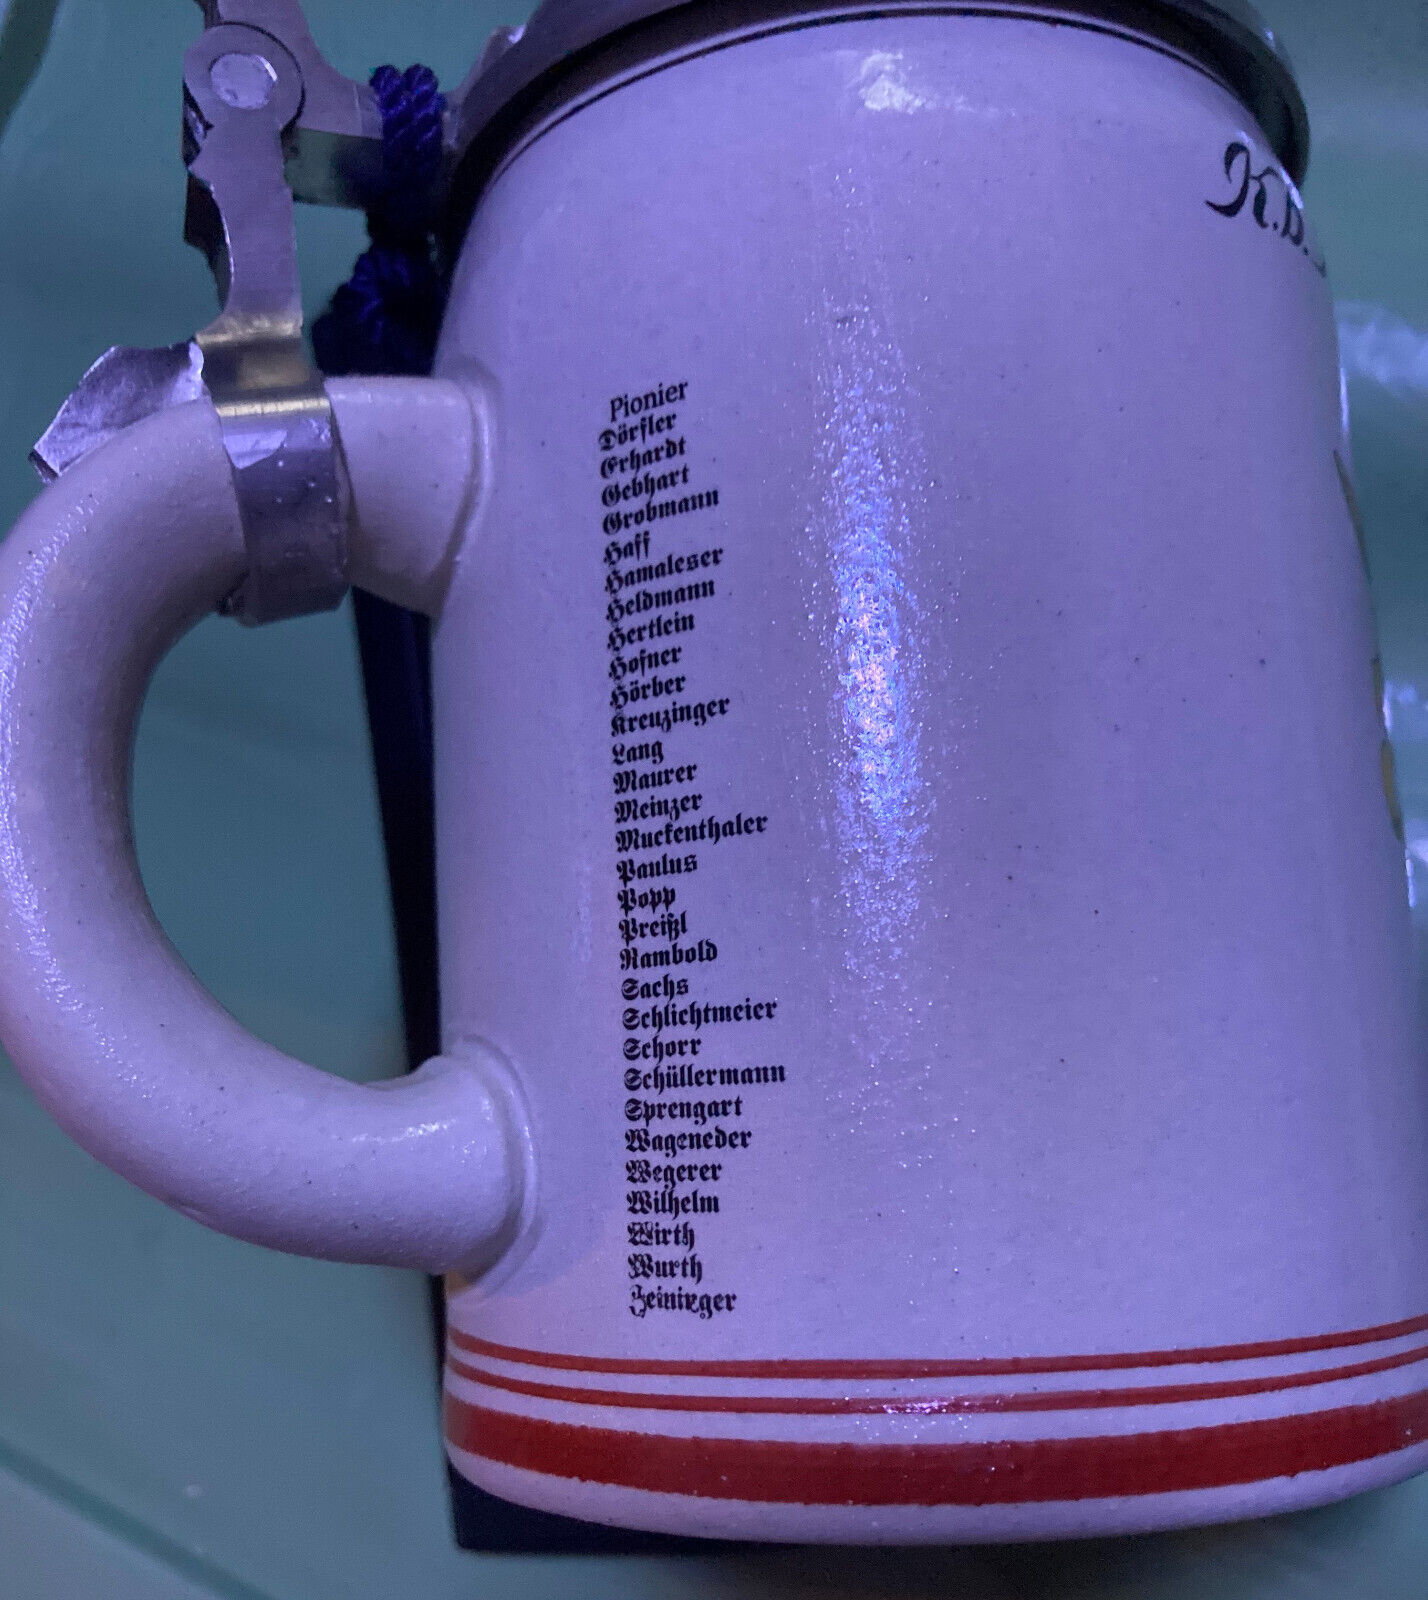 K.B.
Pionier
Dörfler
Erhardt
Gebhart
Grobmann
Haff
Hamaleser
Heldmann
Hertlein
Hofner
Hörber
Kreuzinger
Lang
Maurer
Meinzer
Muckenthaler
Paulus
Popp
Preißl
Rambold
Sachs
Schlichtmeier
Schorr
Schüllermann
Sprengart
Wageneder
Wegerer
Wilhelm
Wirth
Wurth
Zeininger